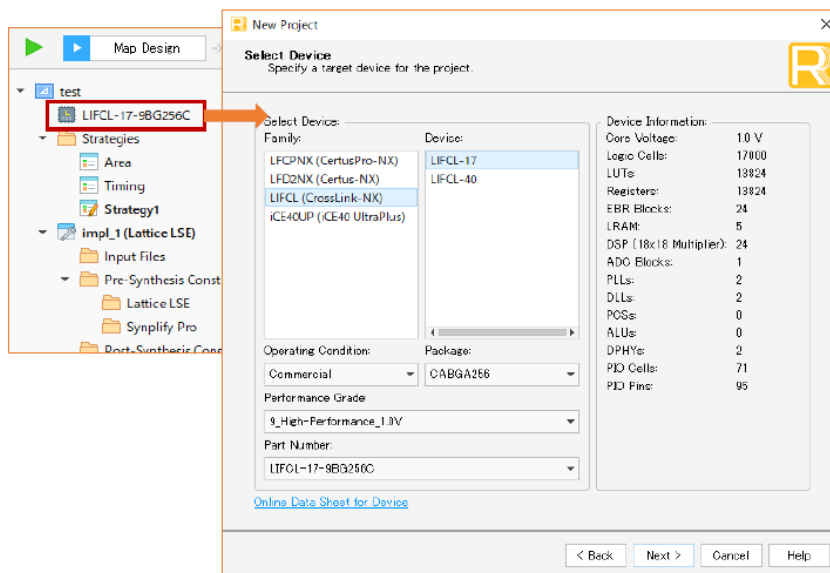 Map Design
test
LIFCL-17-9BG256C
Strategies
Area
Timing
Strategy1
impl_1 (Lattice LSE)
Input Files
Pre-Synthesis Const
Lattice LSE
Synplify Pro
Post-Synthesis Cons
New Project
Select Device
Specify a target device for the project.
Select Device:
Family:
LFCPNX (CertusPro-NX)
LFD2NX (Certus-NX)
LIFCL (CrossLink-NX)
iCE40UP (iCE40 UltraPlus)
Device:
LIFCL-17
LIFCL-40
Operating Condition:
Commercial
Package:
CABGA256
Performance Grade:
9_High-Performance_1.0V
Part Number:
LIFCL-17-9BG256C
Online Data Sheet for Device
Device Information:
Core Voltage: 1.0 V
Logic Cells: 17000
LUTs: 13824
Registers: 13824
EBR Blocks: 24
LRAM: 5
DSP (18x18 Multiplier): 24
ADC Blocks: 1
PLLs: 2
DLLs: 2
PCSs: 0
ALUs: 0
DPHYs: 2
PIO Cells: 71
PIO Pins: 95
< Back
Next >
Cancel
Help